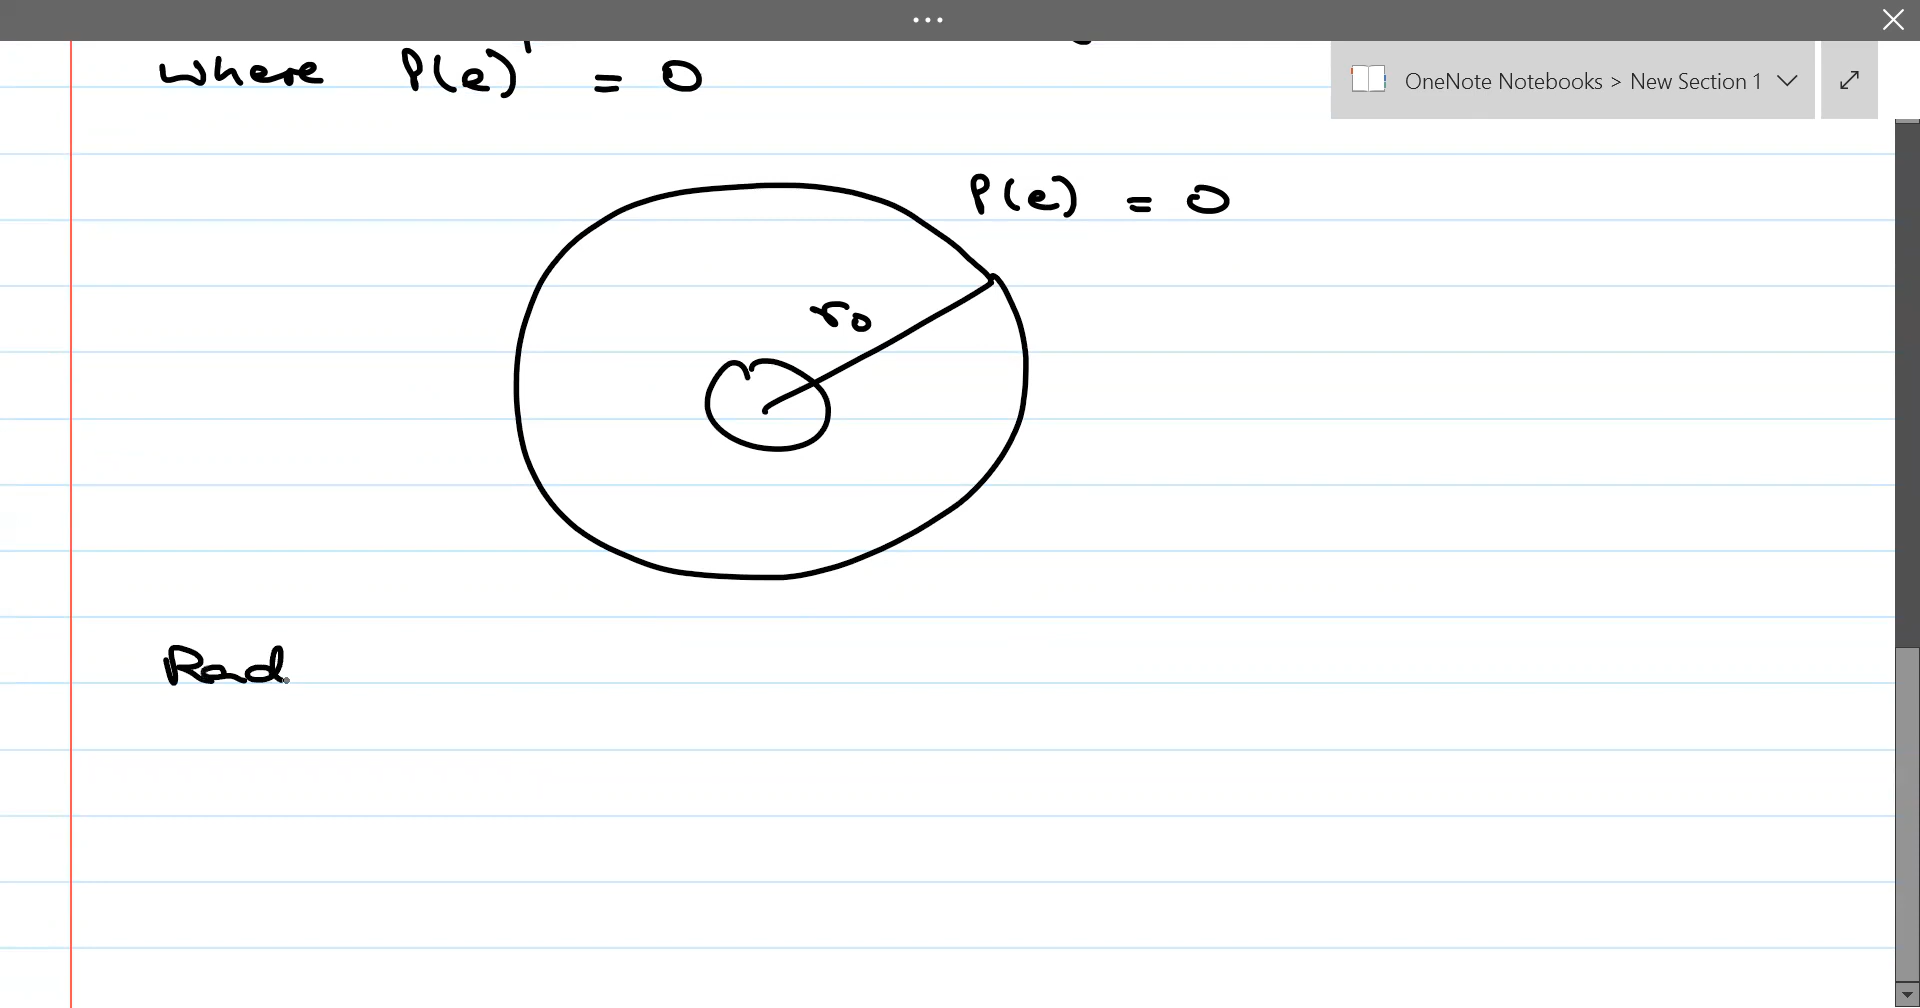 ...
OneNote Notebooks > New Section 1
where P(e) = 0
P(e) = 0
r₀
Rad